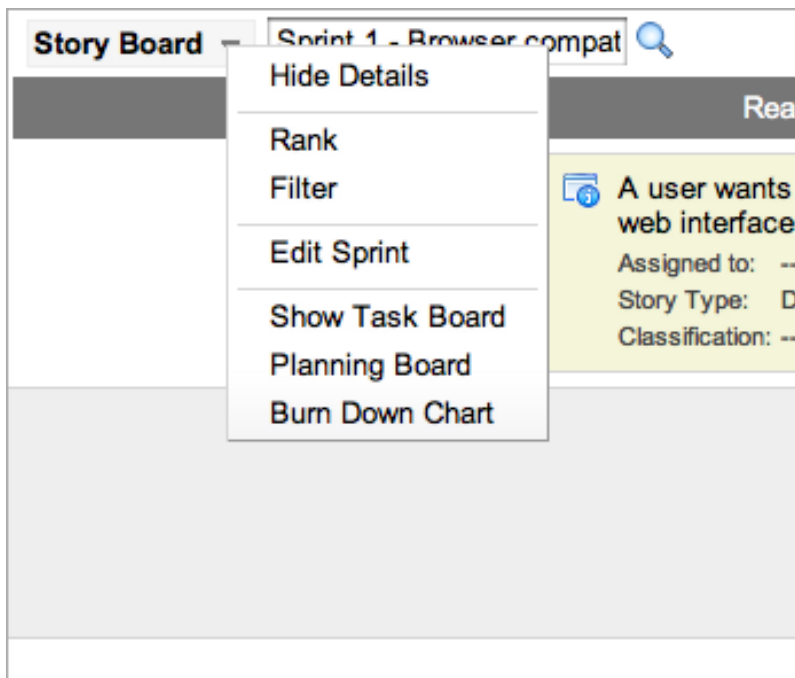 Story Board
Sprint 1 - Browser compat
Hide Details
Rank
Filter
Edit Sprint
Show Task Board
Planning Board
Burn Down Chart
Rea
A user wants
web interface
Assigned to: --
Story Type: D
Classification: --